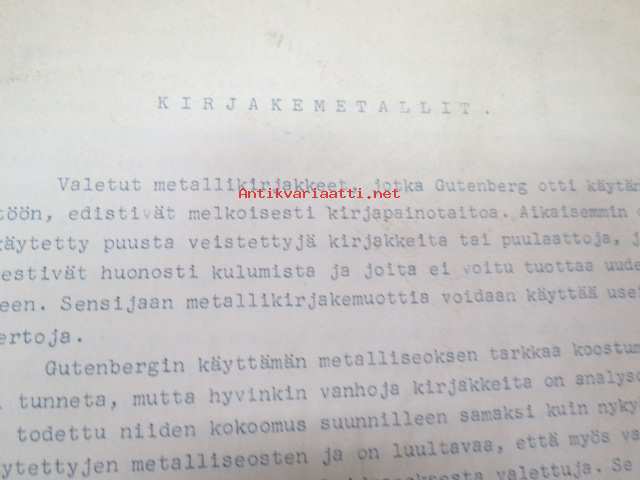 KIRJAKEMETALLIT.
Antikvariaatti.net
Valetut metallikirjakkeet, jotka Gutenberg otti käytän
töön, edistivät melkoisesti kirjapainotaitoa. Aikaisemmin
käytetty puusta veistettyjä kirjakkeita tai puulaattoja, j
estivät huonosti kulumista ja joita ei voitu tuottaa uude
een. Sensijaan metallikirjakemuottis voidaan käyttää usei
ertoja.
Gutenbergin käyttämän metalliseoksen tarkkaa koostum
tunneta, mutta hyvinkin vanhoja kirjakkeita on analyso
todettu niiden kokoomus suunnilleen samaksi kuin nyky
ytettyjen metalliseosten ja on luultavaa, että myös va
valettuja. Se